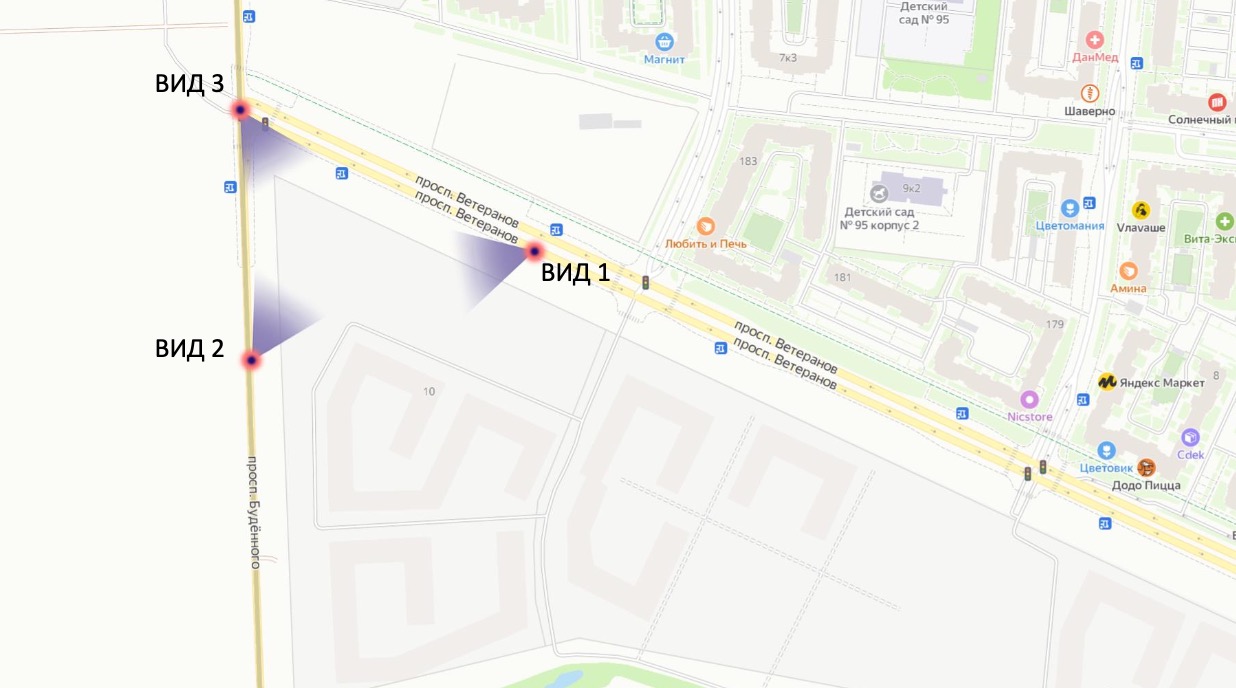 Детский
сад № 95
Магнит
7к3
ДанМед
Шаверно
Солнечный
ВИД 3
183
9к2
Детский сад
№ 95 корпус 2
Любить и Печь
Цветомания
Vлаваше
Вита-Экс
просп. Ветеранов
просп. Ветеранов
ВИД 1
181
Амина
179
ВИД 2
просп. Ветеранов
просп. Ветеранов
10
Яндекс Маркет
8
Nicstore
Cdek
Цветовик
Додо Пицца
просп. Будённого